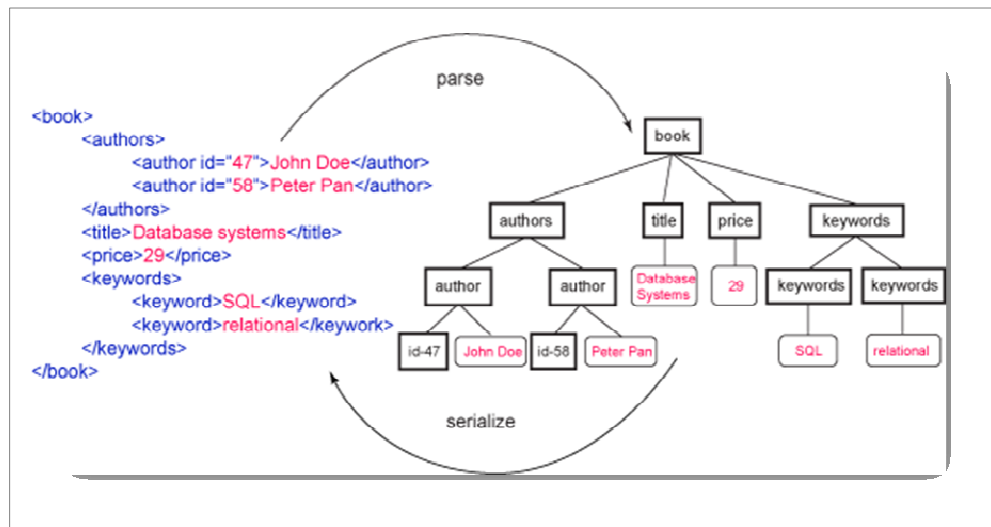 parse
<book>
<authors>
<author id="47">John Doe</author>
<author id="58">Peter Pan</author>
</authors>
<title>Database systems</title>
<price>29</price>
<keywords>
<keyword>SQL</keyword>
<keyword>relational</keywork>
</keywords>
</book>
book
authors title price keywords
Database
Systems
29
author author keywords keywords
id-47 John Doe id-58 Peter Pan SQL relational
serialize